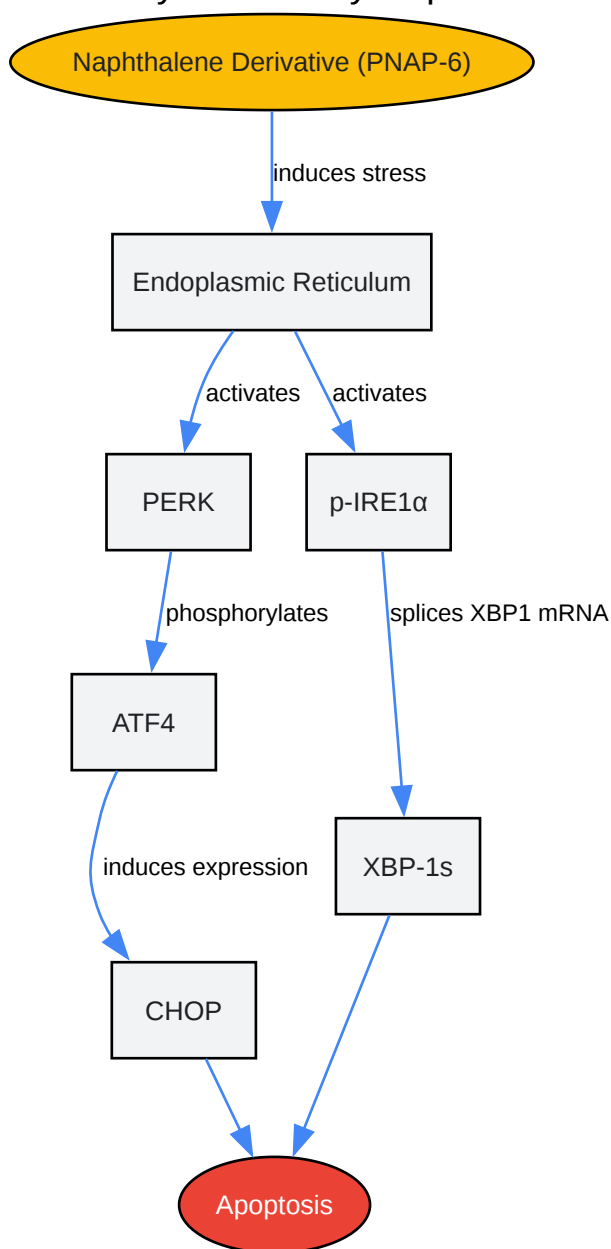 Naphthalene Derivative (PNAP-6)
induces stress
Endoplasmic Reticulum
activates
activates
PERK
p-IRE1α
phosphorylates
splices XBP1 mRNA
ATF4
induces expression
XBP-1s
CHOP
Apoptosis